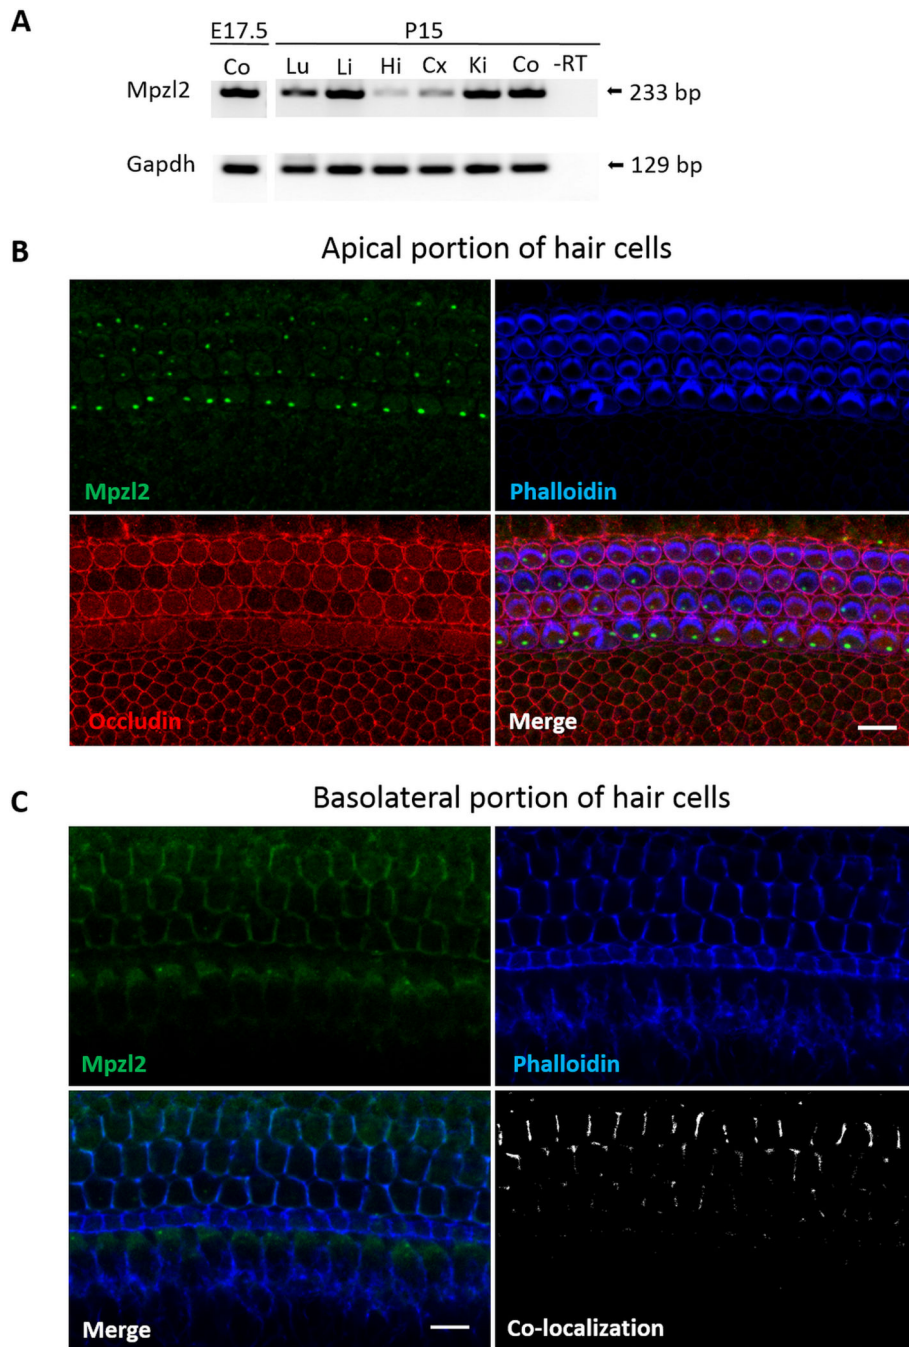 A
E17.5 P15
Co Lu Li Hi Cx Ki Co -RT
Mpzl2 ← 233 bp
Gapdh ← 129 bp
B
Apical portion of hair cells
Mpzl2 Phalloidin
Occludin Merge
C
Basolateral portion of hair cells
Mpzl2 Phalloidin
Merge Co-localization